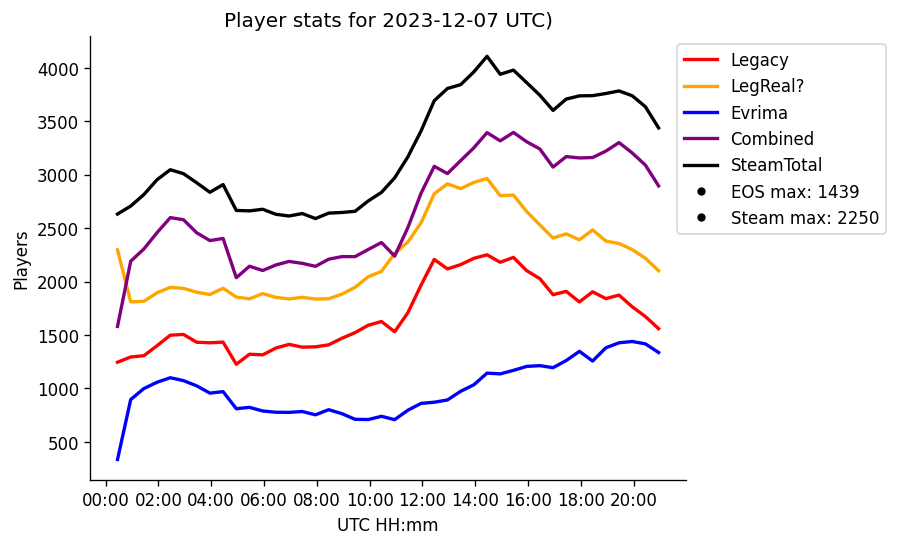 Player stats for 2023-12-07 UTC)
4000
3500
3000
2500
2000
1500
1000
500
Players
00:00 02:00 04:00 06:00 08:00 10:00 12:00 14:00 16:00 18:00 20:00
UTC HH:mm
Legacy
LegReal?
Evrima
Combined
SteamTotal
EOS max: 1439
Steam max: 2250